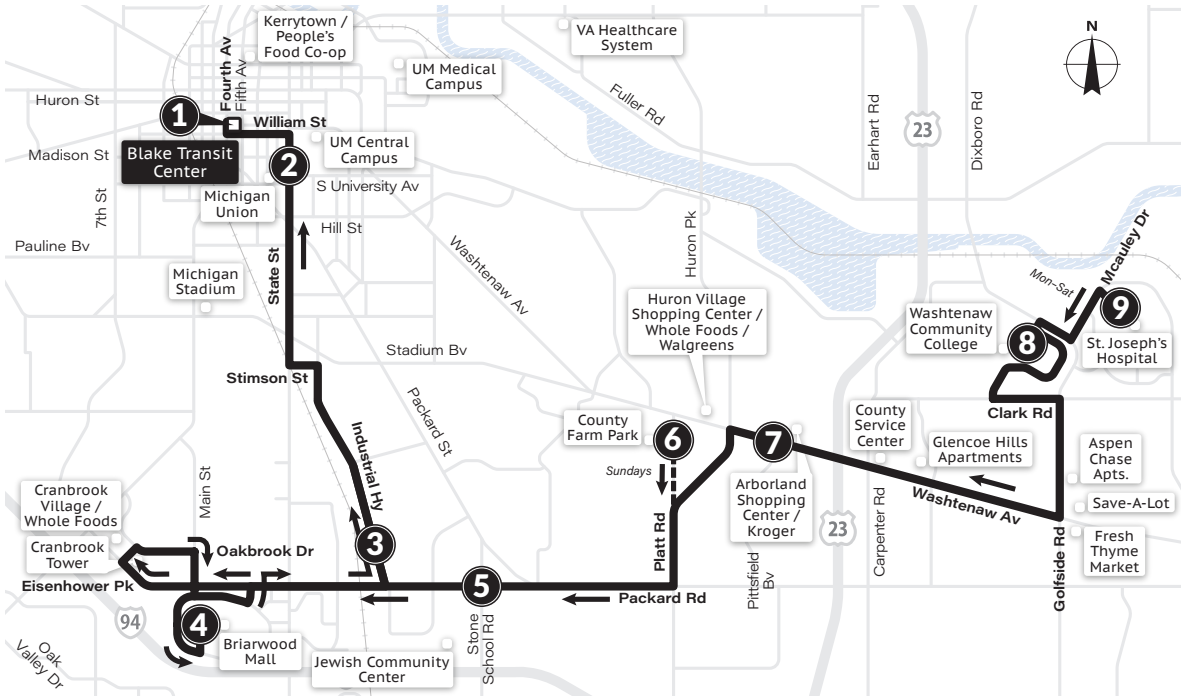 Kerrytown /
People's
Food Co-op
VA Healthcare
System
N
Fourth Av
Fifth Av
UM Medical
Campus
Huron St
1
William St
Fuller Rd
Earhart Rd
23
Dixboro Rd
Madison St
Blake Transit
Center
2
UM Central
Campus
S University Av
7th St
Michigan
Union
Hill St
Pauline Bv
State St
Washtenaw Av
Huron Pk
Mcauley Dr
Mon–Sat
Michigan
Stadium
Huron Village
Shopping Center /
Whole Foods /
Walgreens
Washtenaw
Community
College
8
9
St. Joseph's
Hospital
Stadium Bv
Stimson St
Packard St
Clark Rd
County
Farm Park
6
7
County
Service
Center
Glencoe Hills
Apartments
Aspen
Chase
Apts.
Sundays
Industrial Hy
Main St
Cranbrook
Village /
Whole Foods
Arborland
Shopping
Center /
Kroger
Washtenaw Av
Save-A-Lot
Cranbrook
Tower
Oakbrook Dr
3
Platt Rd
23
Carpenter Rd
Fresh
Thyme
Market
Eisenhower Pk
5
Packard Rd
Pittsfield
Bv
Golfside Rd
94
4
Briarwood
Mall
Jewish Community
Center
Stone
School Rd
Oak
Valley Dr